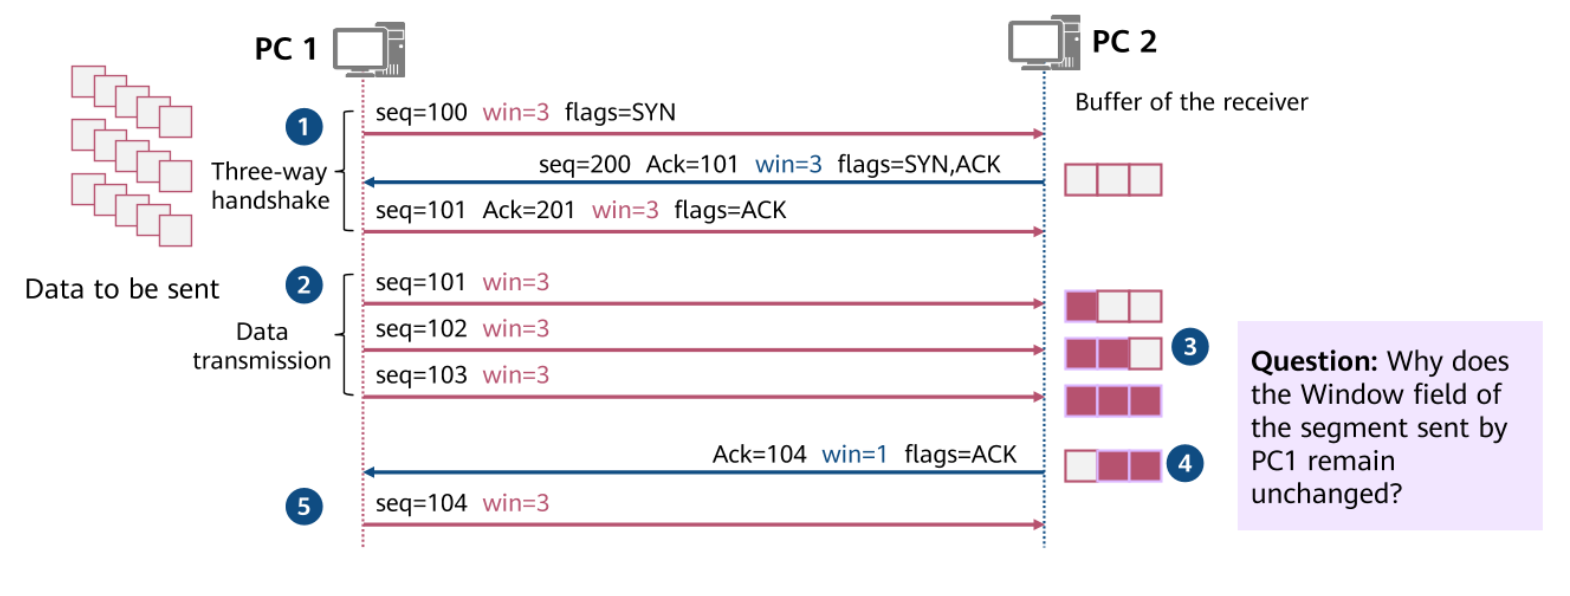 PC 1
PC 2
Buffer of the receiver
seq=100 win=3 flags=SYN
1
seq=200 Ack=101 win=3 flags=SYN,ACK
Three-way
handshake
seq=101 Ack=201 win=3 flags=ACK
Data to be sent
2
seq=101 win=3
Data
transmission
seq=102 win=3
3
seq=103 win=3
Question: Why does
the Window field of
the segment sent by
PC1 remain
unchanged?
Ack=104 win=1 flags=ACK
4
5
seq=104 win=3